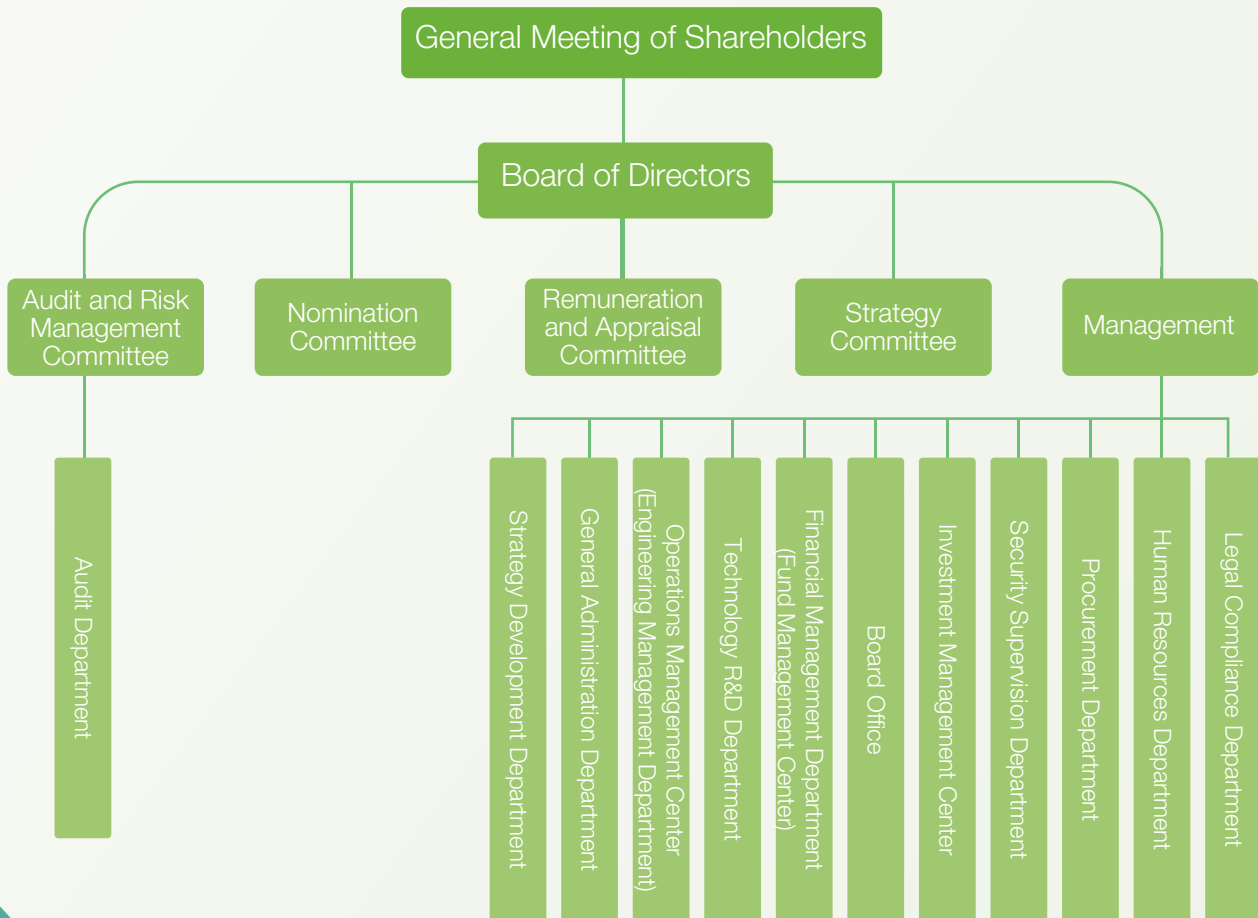 General Meeting of Shareholders
Board of Directors
Audit and Risk
Management
Committee
Nomination
Committee
Remuneration
and Appraisal
Committee
Strategy
Committee
Management
Audit Department
Strategy Development Department
General Administration Department
Operations Management Center
(Engineering Management Department)
Technology R&D Department
Financial Management Department
(Fund Management Center)
Board Office
Investment Management Center
Security Supervision Department
Procurement Department
Human Resources Department
Legal Compliance Department